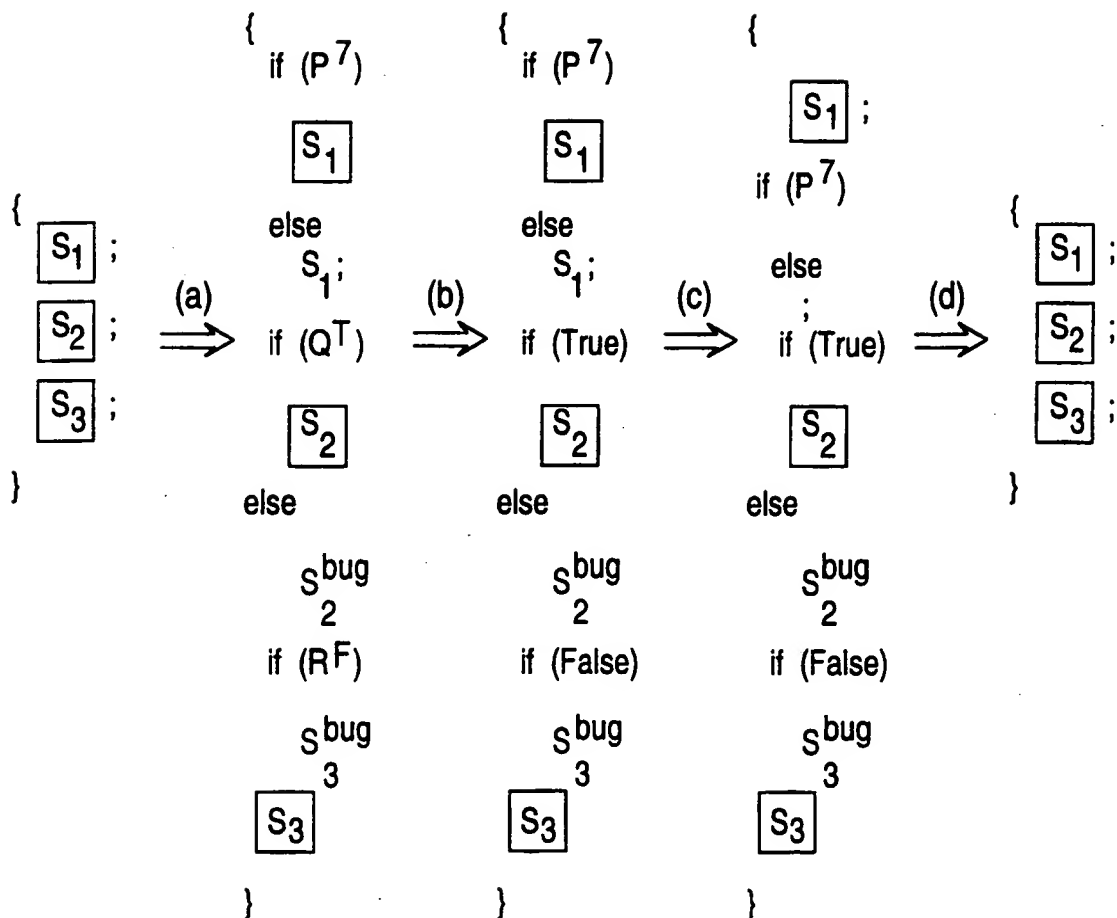 {
S1 ;
S2 ;
S3 ;
}
(a)
{
if (P^7)
S1
else
S1;
if (Q^T)
S2
else
S2^bug
if (R^F)
S3^bug
S3
}
(b)
{
if (P^7)
S1
else
S1;
if (True)
S2
else
S2^bug
if (False)
S3^bug
S3
}
(c)
{
S1 ;
if (P^7)
else
;
if (True)
S2
else
S2^bug
if (False)
S3^bug
S3
}
(d)
{
S1 ;
S2 ;
S3 ;
}